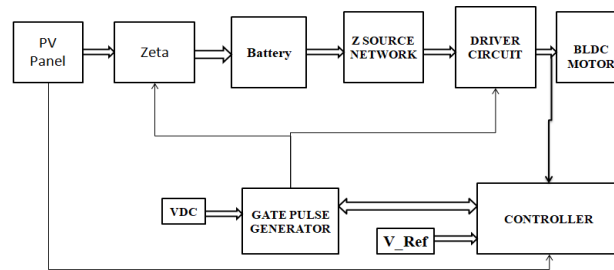 PV
Panel
Zeta
Battery
Z SOURCE
NETWORK
DRIVER
CIRCUIT
BLDC
MOTOR
VDC
GATE PULSE
GENERATOR
V_Ref
CONTROLLER